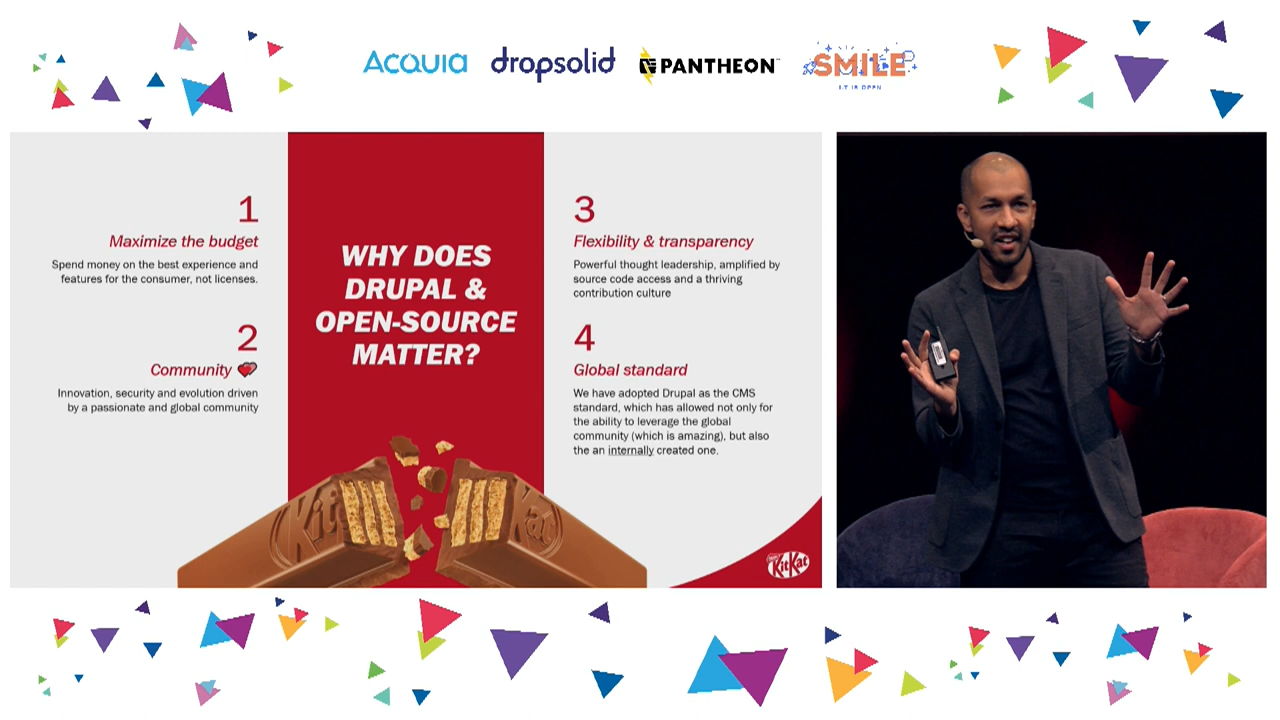 Acquia
dropsolid
PANTHEON
SMILE
I.T IS OPEN
1
Maximize the budget
Spend money on the best experience and
features for the consumer, not licenses.
2
Community
Innovation, security and evolution driven
by a passionate and global community
WHY DOES
DRUPAL &
OPEN-SOURCE
MATTER?
3
Flexibility & transparency
Powerful thought leadership, amplified by
source code access and a thriving
contribution culture
4
Global standard
We have adopted Drupal as the CMS
standard, which has allowed not only for
the ability to leverage the global
community (which is amazing), but also
the an internally created one.
Kit
Kat
KitKat